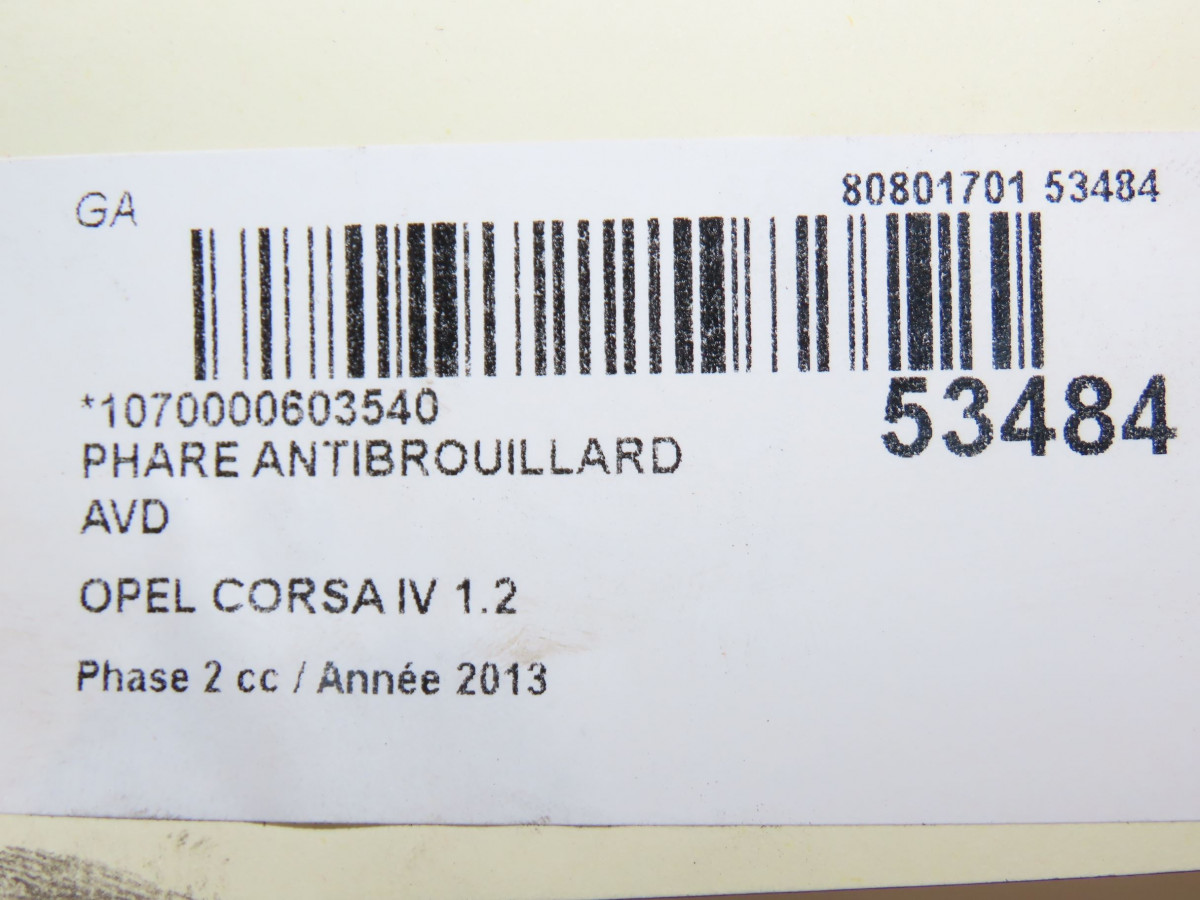 GA
80801701 53484
*1070000603540
53484
PHARE ANTIBROUILLARD
AVD
OPEL CORSA IV 1.2
Phase 2 cc / Année 2013